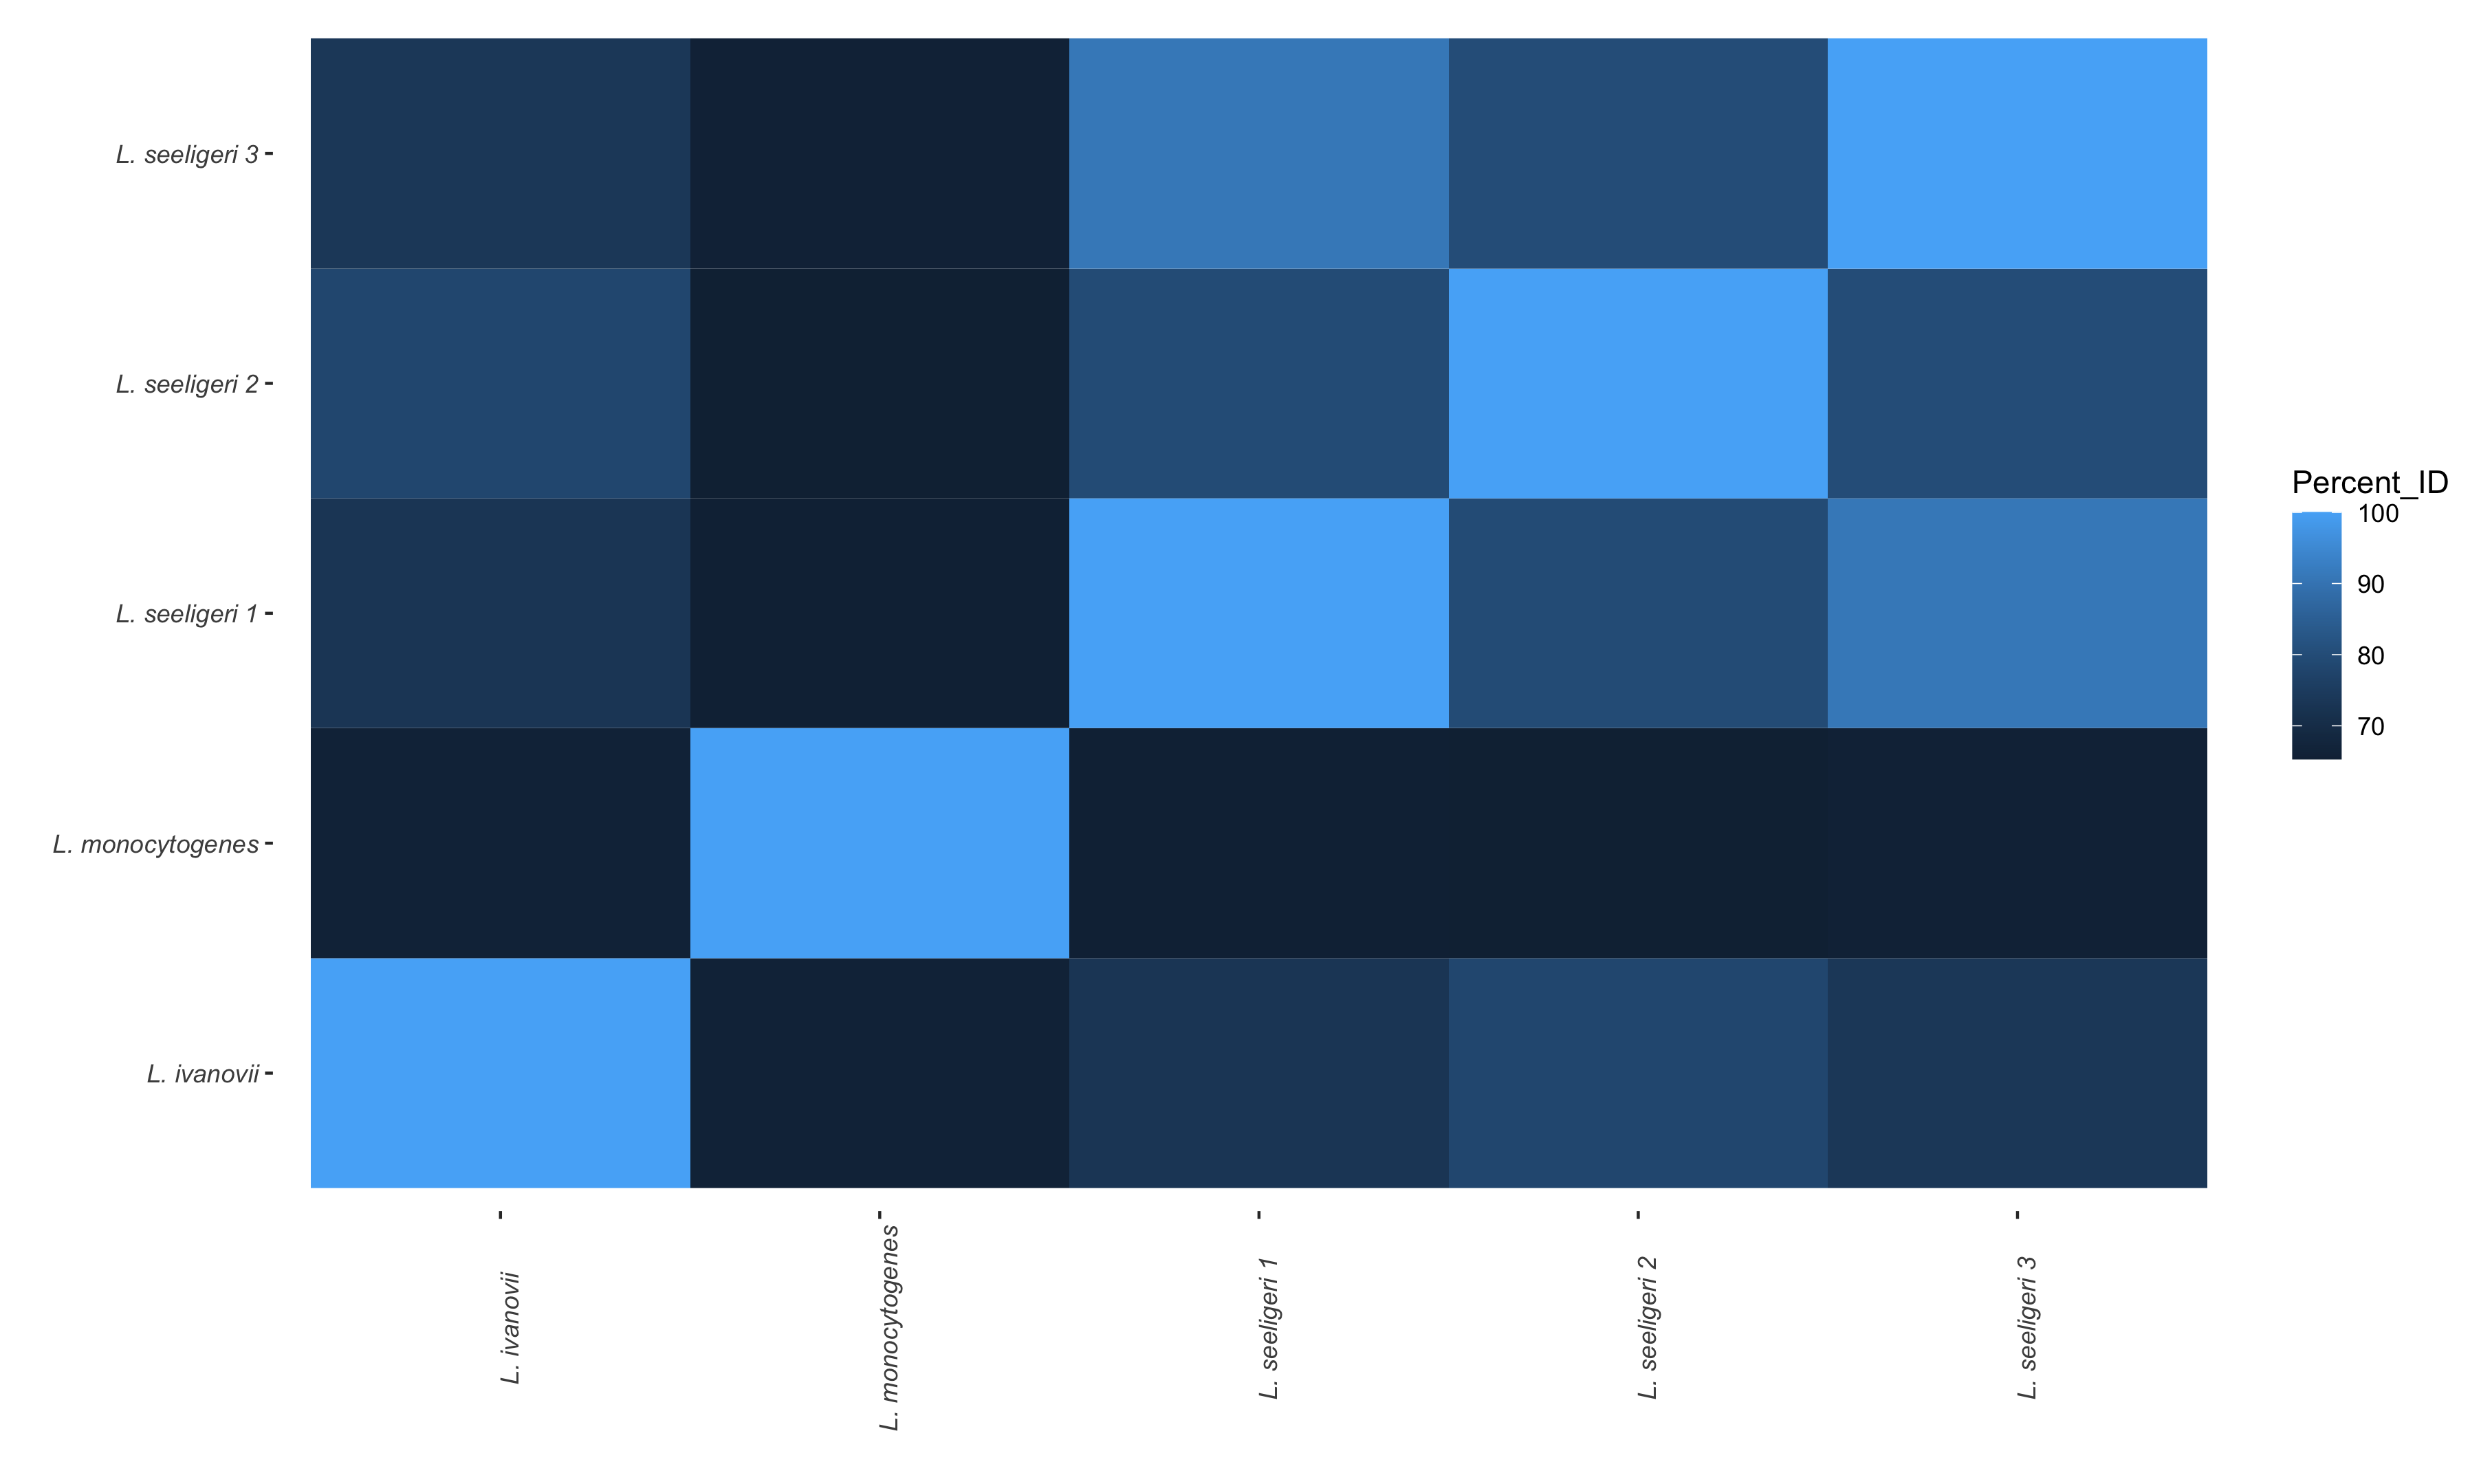 L. seeligeri 3
L. seeligeri 2
L. seeligeri 1
L. monocytogenes
L. ivanovii
L. ivanovii
L. monocytogenes
L. seeligeri 1
L. seeligeri 2
L. seeligeri 3
Percent_ID
100
90
80
70